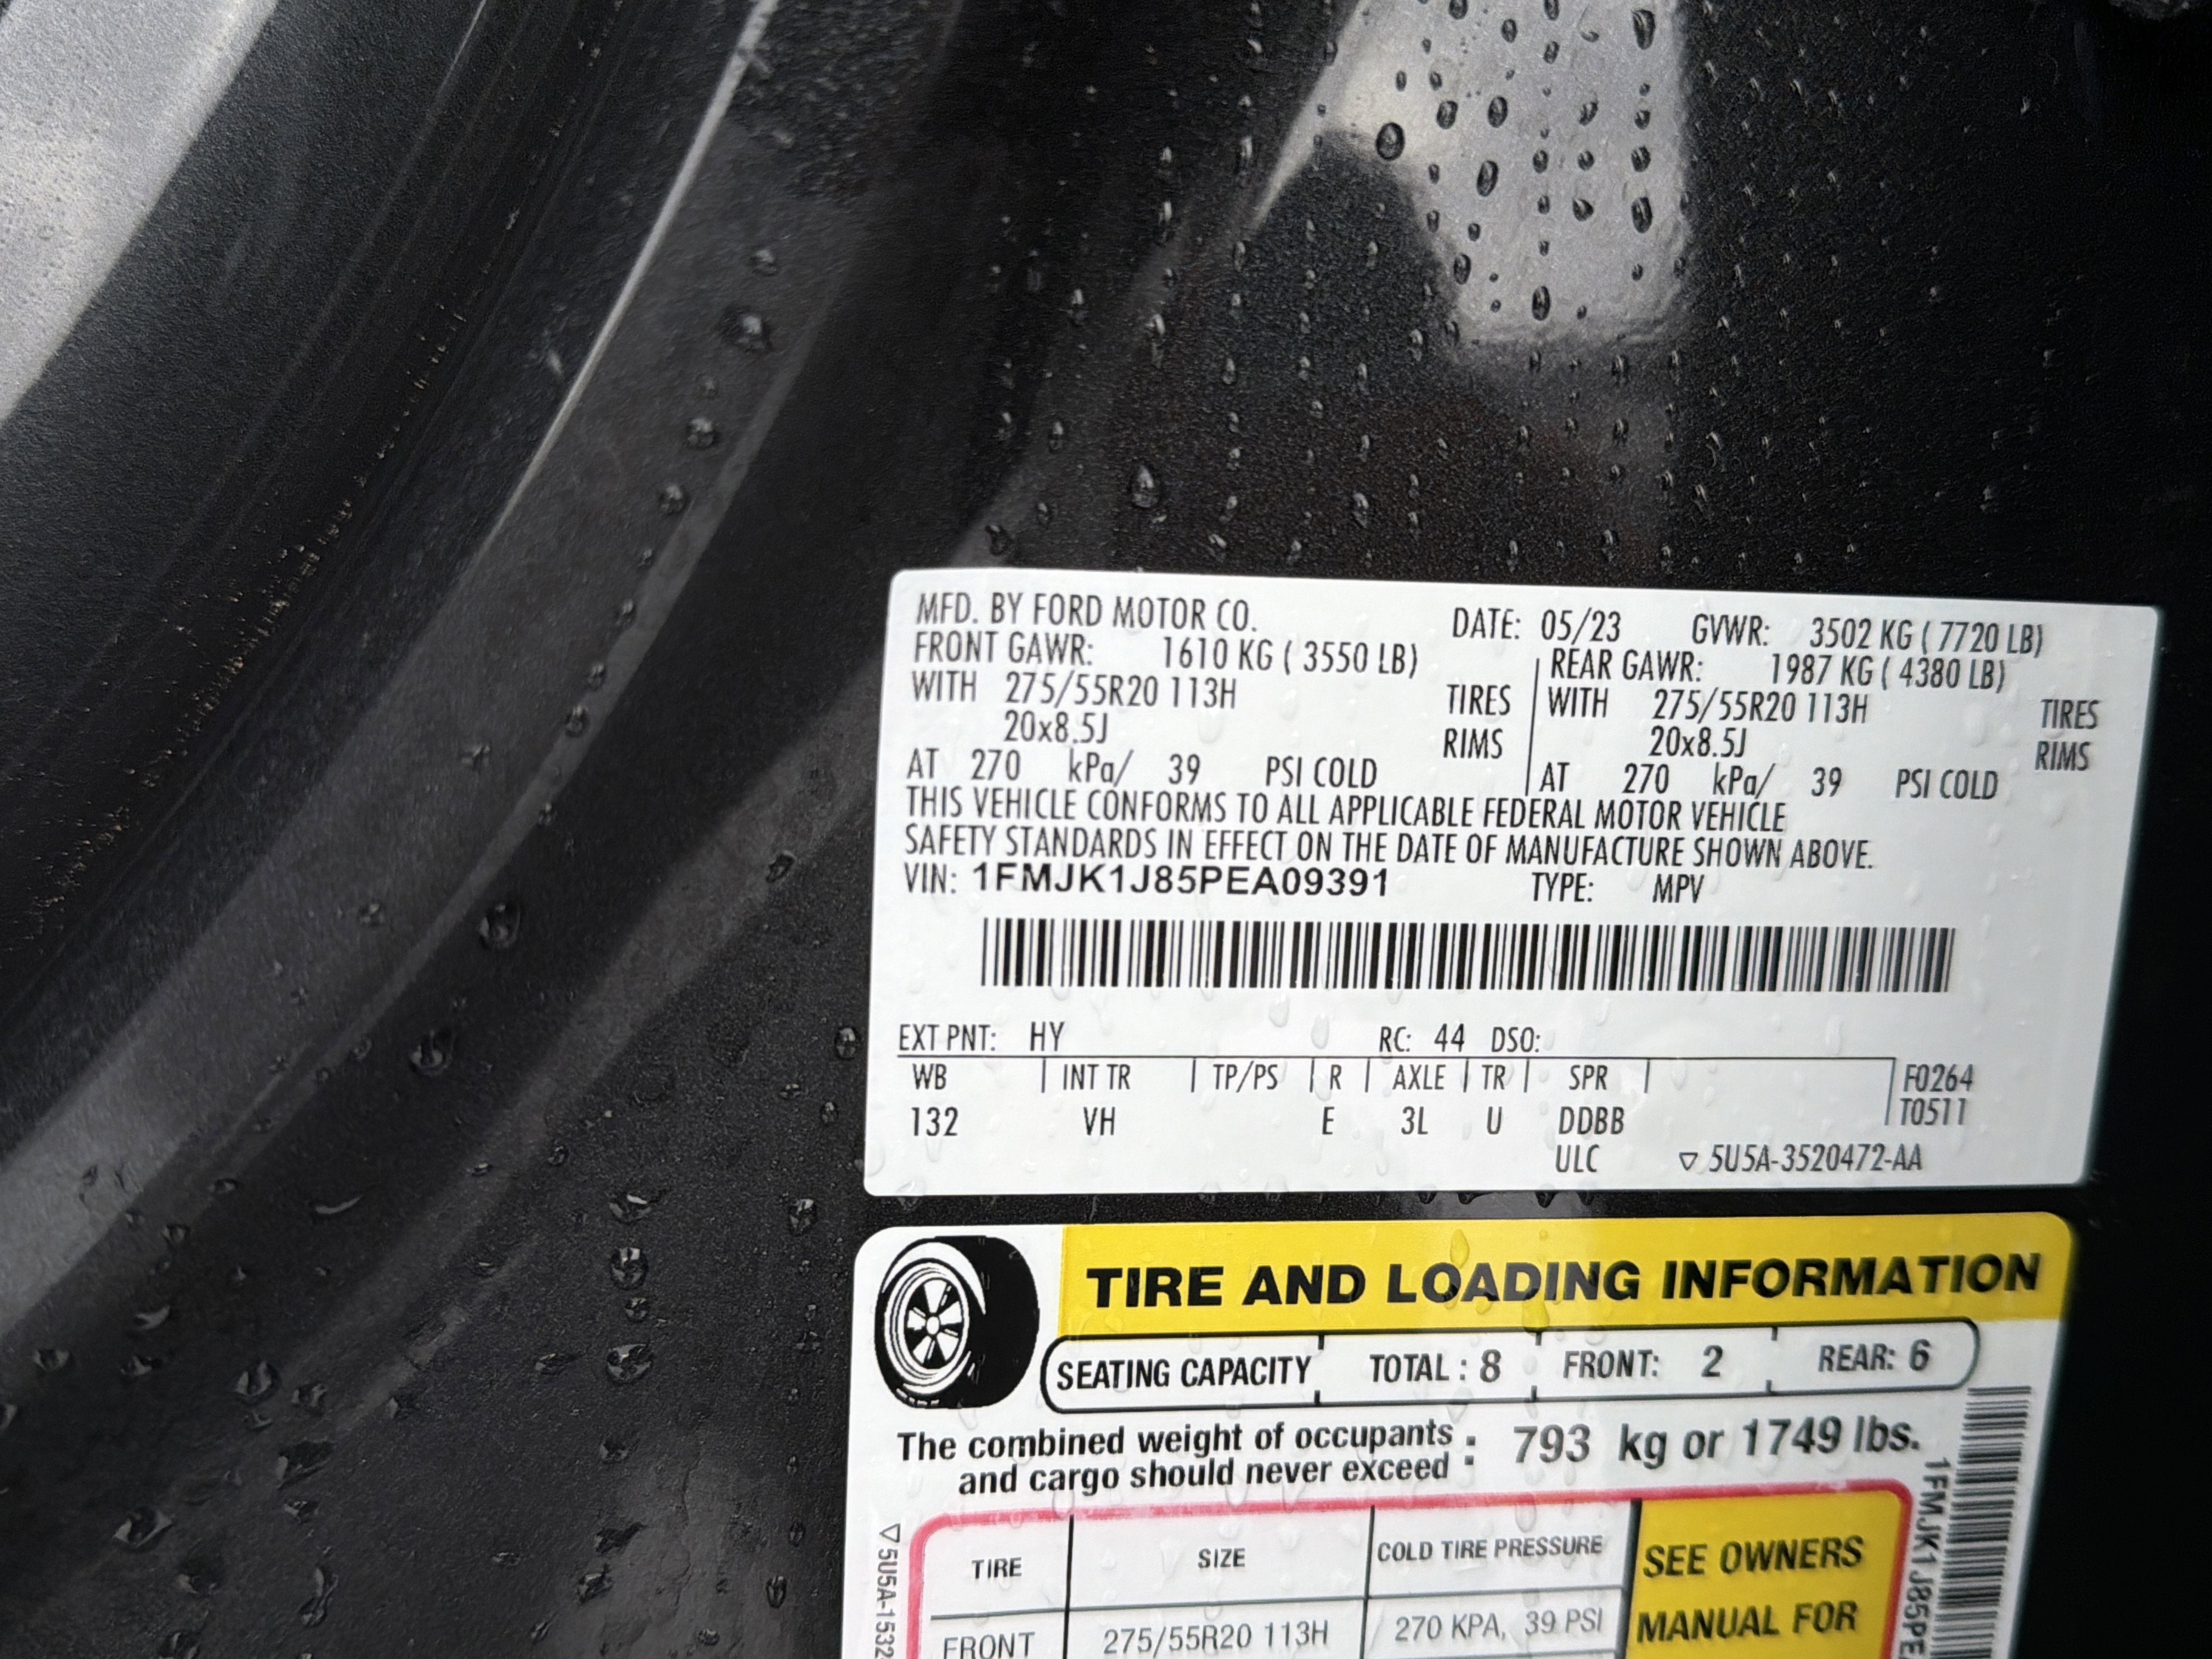 MFD. BY FORD MOTOR CO. DATE: 05/23 GVWR: 3502 KG ( 7720 LB)
FRONT GAWR: 1610 KG ( 3550 LB) REAR GAWR: 1987 KG ( 4380 LB)
WITH 275/55R20 113H TIRES WITH 275/55R20 113H TIRES
20x8.5J RIMS 20x8.5J RIMS
AT 270 kPa/ 39 PSI COLD AT 270 kPa/ 39 PSI COLD
THIS VEHICLE CONFORMS TO ALL APPLICABLE FEDERAL MOTOR VEHICLE
SAFETY STANDARDS IN EFFECT ON THE DATE OF MANUFACTURE SHOWN ABOVE.
VIN: 1FMJK1J85PEA09391 TYPE: MPV
EXT PNT: HY RC: 44 DSO:
WB INT TR TP/PS R AXLE TR SPR F0264
T0511
132 VH E 3L U DDBB
ULC ▽ 5U5A-3520472-AA
TIRE AND LOADING INFORMATION
SEATING CAPACITY TOTAL : 8 FRONT: 2 REAR: 6
The combined weight of occupants : 793 kg or 1749 lbs.
and cargo should never exceed :
TIRE SIZE COLD TIRE PRESSURE SEE OWNERS
FRONT 275/55R20 113H 270 KPA, 39 PSI MANUAL FOR
▽ 5U5A-1532
1FMJK1J85PE